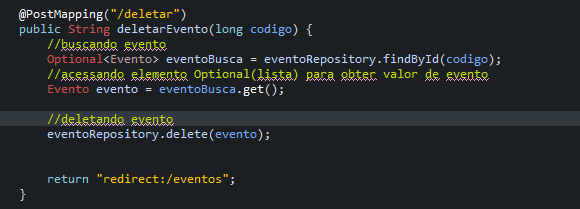 @PostMapping("/deletar")
public String deletarEvento(long codigo) {
//buscando evento
Optional<Evento> eventoBusca = eventoRepository.findById(codigo);
//acessando elemento Optional(lista) para obter valor de evento
Evento evento = eventoBusca.get();
//deletando evento
eventoRepository.delete(evento);
return "redirect:/eventos";
}